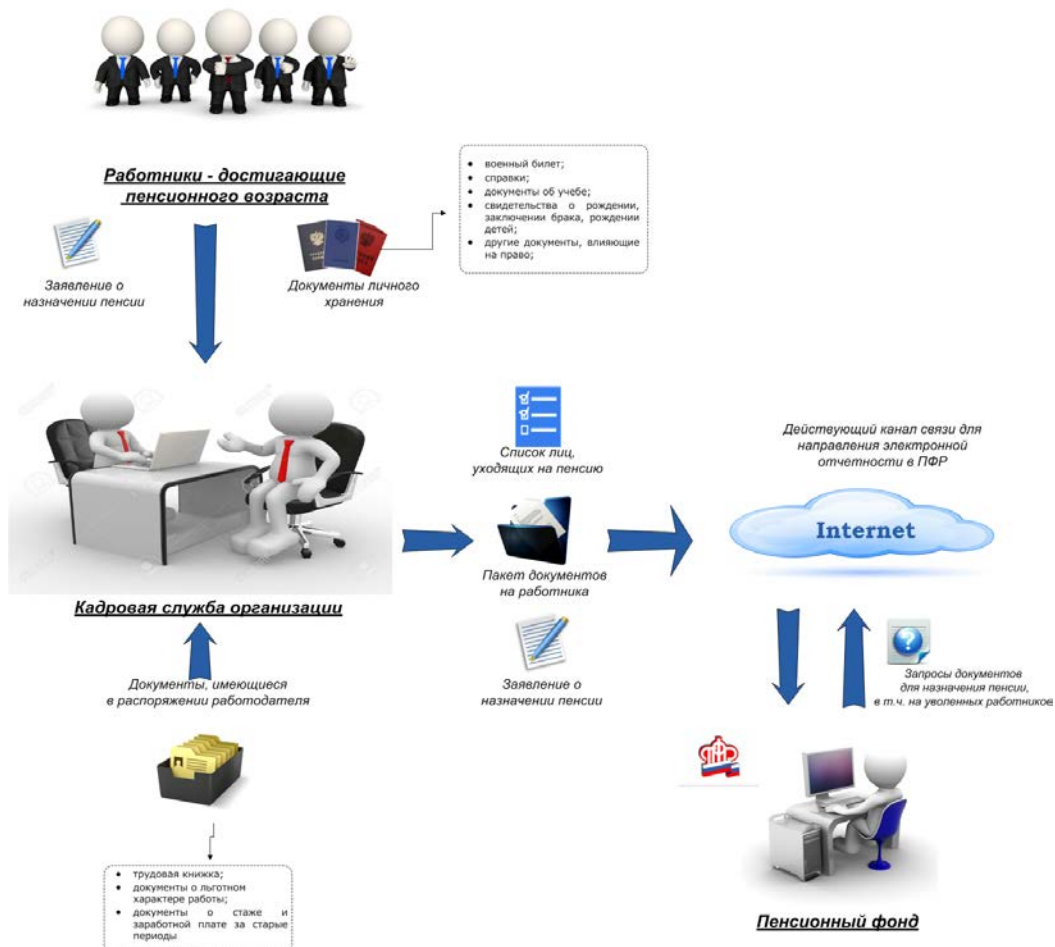 Работники - достигающие
пенсионного возраста
Заявление о
назначении пенсии
Документы личного
хранения
• военный билет;
• справки;
• документы об учебе;
• свидетельства о рождении,
заключении брака, рождении
детей;
• другие документы, влияющие
на право;
Кадровая служба организации
Список лиц,
уходящих на пенсию
Пакет документов
на работника
Заявление о
назначении пенсии
Действующий канал связи для
направления электронной
отчетности в ПФР
Internet
Документы, имеющиеся
в распоряжении работодателя
• трудовая книжка;
• документы о льготном
характере работы;
• документы о стаже и
заработной плате за старые
периоды
Запросы документов
для назначения пенсии,
в т.ч. на уволенных работников
Пенсионный фонд